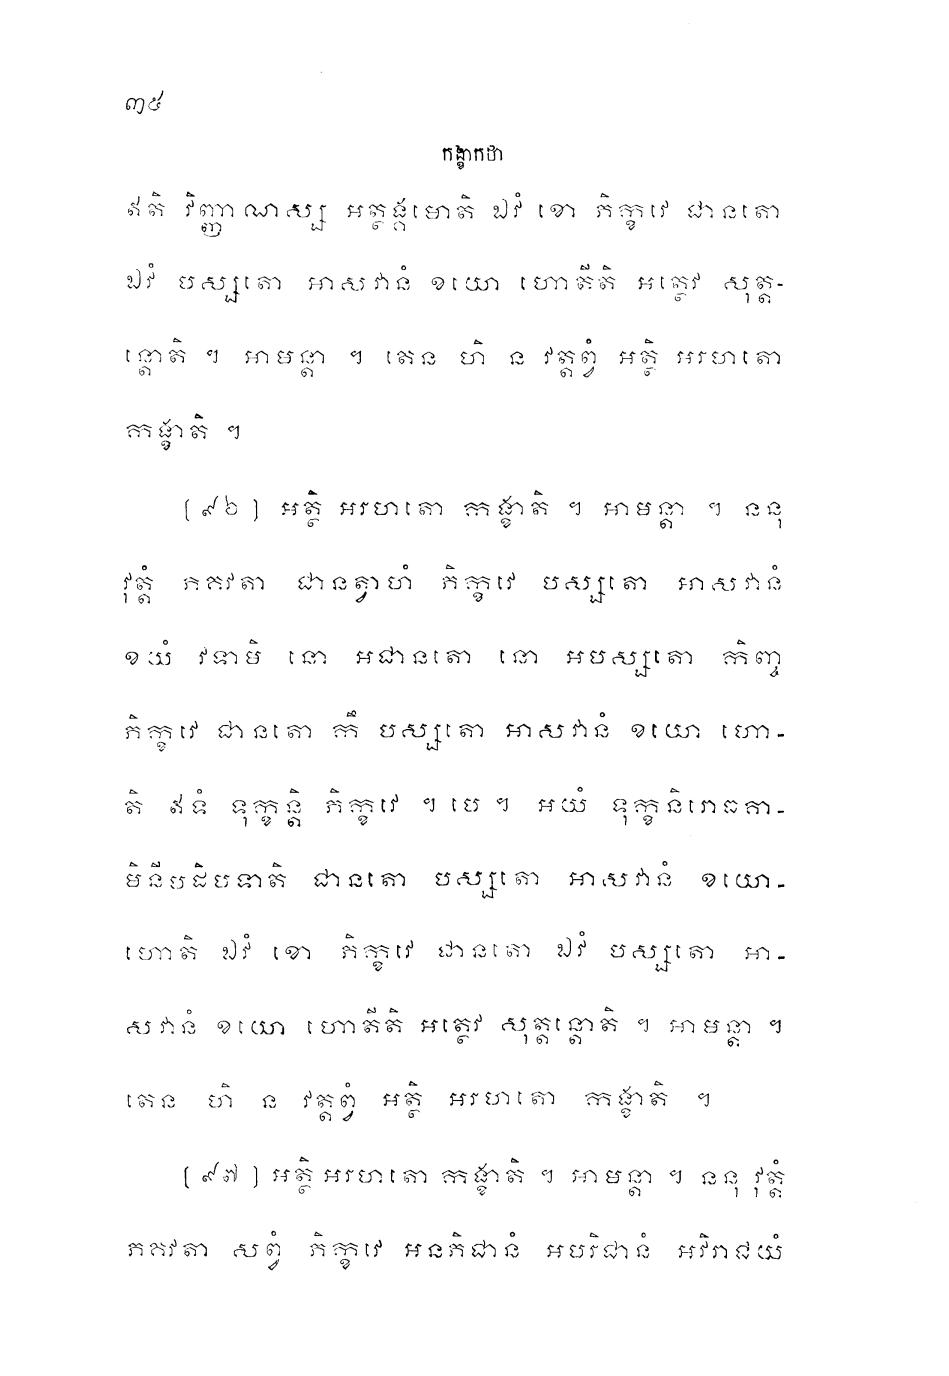 ៣៥
កង្ខាកថា
ឥតិ វិញ្ញាណស្ស អត្ថង្គមោតិ ឯវំ ខោ ភិក្ខវេ ជានតោ
ឯវំ បស្សតោ អាសវានំ ខយោ ហោតីតិ អត្ថេវ សុត្ត-
ន្តោតិ ។ អាមន្តា ។ តេន ហិ ន វត្តព្វំ អត្ថិ អរហតោ
កង្ខាតិ ។
(៩៦) អត្ថិ អរហតោ កង្ខាតិ ។ អាមន្តា ។ ននុ
វុត្តំ ភគវតា ជានត្វាហំ ភិក្ខវេ បស្សតោ អាសវានំ
ខយំ វទាមិ នោ អជានតោ នោ អបស្សតោ កិញ្ច
ភិក្ខវេ ជានតោ កឹ បស្សតោ អាសវានំ ខយោ ហោ-
តិ ឥទំ ទុក្ខន្តិ ភិក្ខវេ ។ បេ ។ អយំ ទុក្ខនិរោធគា-
មិនីបដិបទាតិ ជានតោ បស្សតោ អាសវានំ ខយោ-
ហោតិ ឯវំ ខោ ភិក្ខវេ ជានតោ ឯវំ បស្សតោ អា-
សវានំ ខយោ ហោតីតិ អត្ថេវ សុត្តន្តោតិ ។ អាមន្តា ។
តេន ហិ ន វត្តព្វំ អត្ថិ អរហតោ កង្ខាតិ ។
(៩៧) អត្ថិ អរហតោ កង្ខាតិ ។ អាមន្តា ។ ននុ វុត្តំ
ភគវតា សព្វំ ភិក្ខវេ អនភិជានំ អបរិជានំ អវិរាជយំ